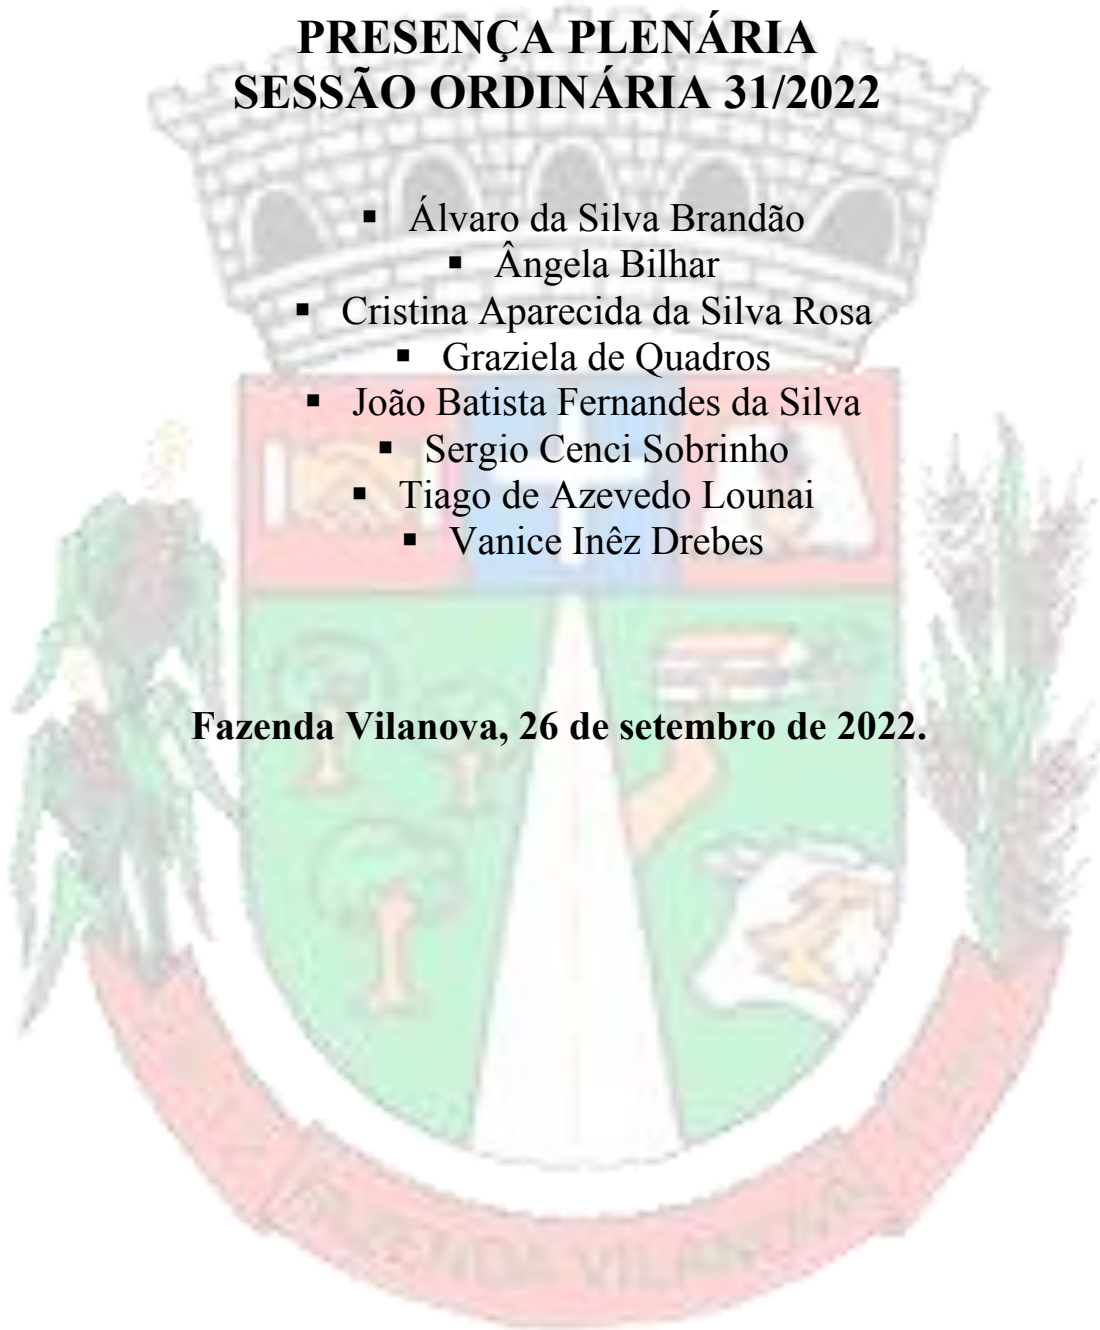 PRESENÇA PLENÁRIA
SESSÃO ORDINÁRIA 31/2022
▪ Álvaro da Silva Brandão
▪ Ângela Bilhar
▪ Cristina Aparecida da Silva Rosa
▪ Graziela de Quadros
▪ João Batista Fernandes da Silva
▪ Sergio Cenci Sobrinho
▪ Tiago de Azevedo Lounai
▪ Vanice Inêz Drebes
Fazenda Vilanova, 26 de setembro de 2022.
FAZENDA VILANOVA